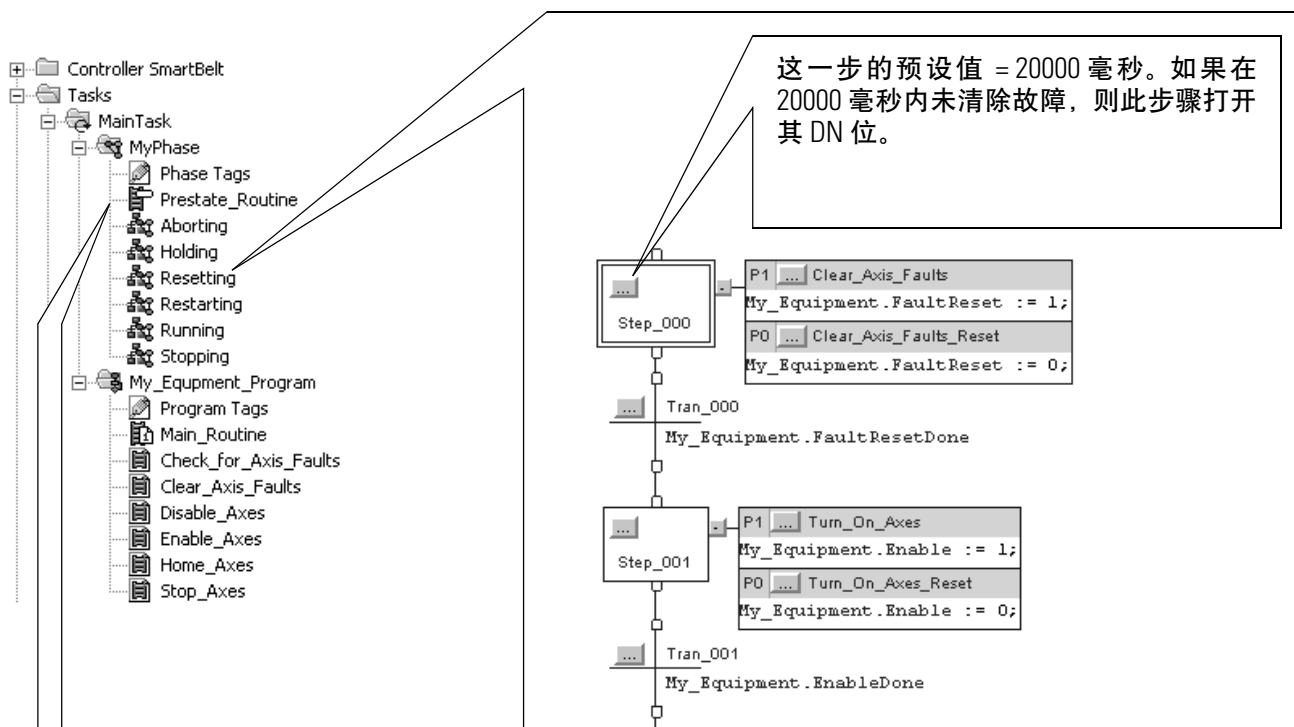 Controller SmartBelt
Tasks
MainTask
MyPhase
Phase Tags
Prestate_Routine
Aborting
Holding
Resetting
Restarting
Running
Stopping
My_Equpment_Program
Program Tags
Main_Routine
Check_for_Axis_Faults
Clear_Axis_Faults
Disable_Axes
Enable_Axes
Home_Axes
Stop_Axes
这一步的预设值 = 20000 毫秒。如果在
20000 毫秒内未清除故障，则此步骤打开
其 DN 位。
...
Step_000
P1 ... Clear_Axis_Faults
My_Equipment.FaultReset := 1;
P0 ... Clear_Axis_Faults_Reset
My_Equipment.FaultReset := 0;
... Tran_000
My_Equipment.FaultResetDone
...
Step_001
P1 ... Turn_On_Axes
My_Equipment.Enable := 1;
P0 ... Turn_On_Axes_Reset
My_Equipment.Enable := 0;
... Tran_001
My_Equipment.EnableDone